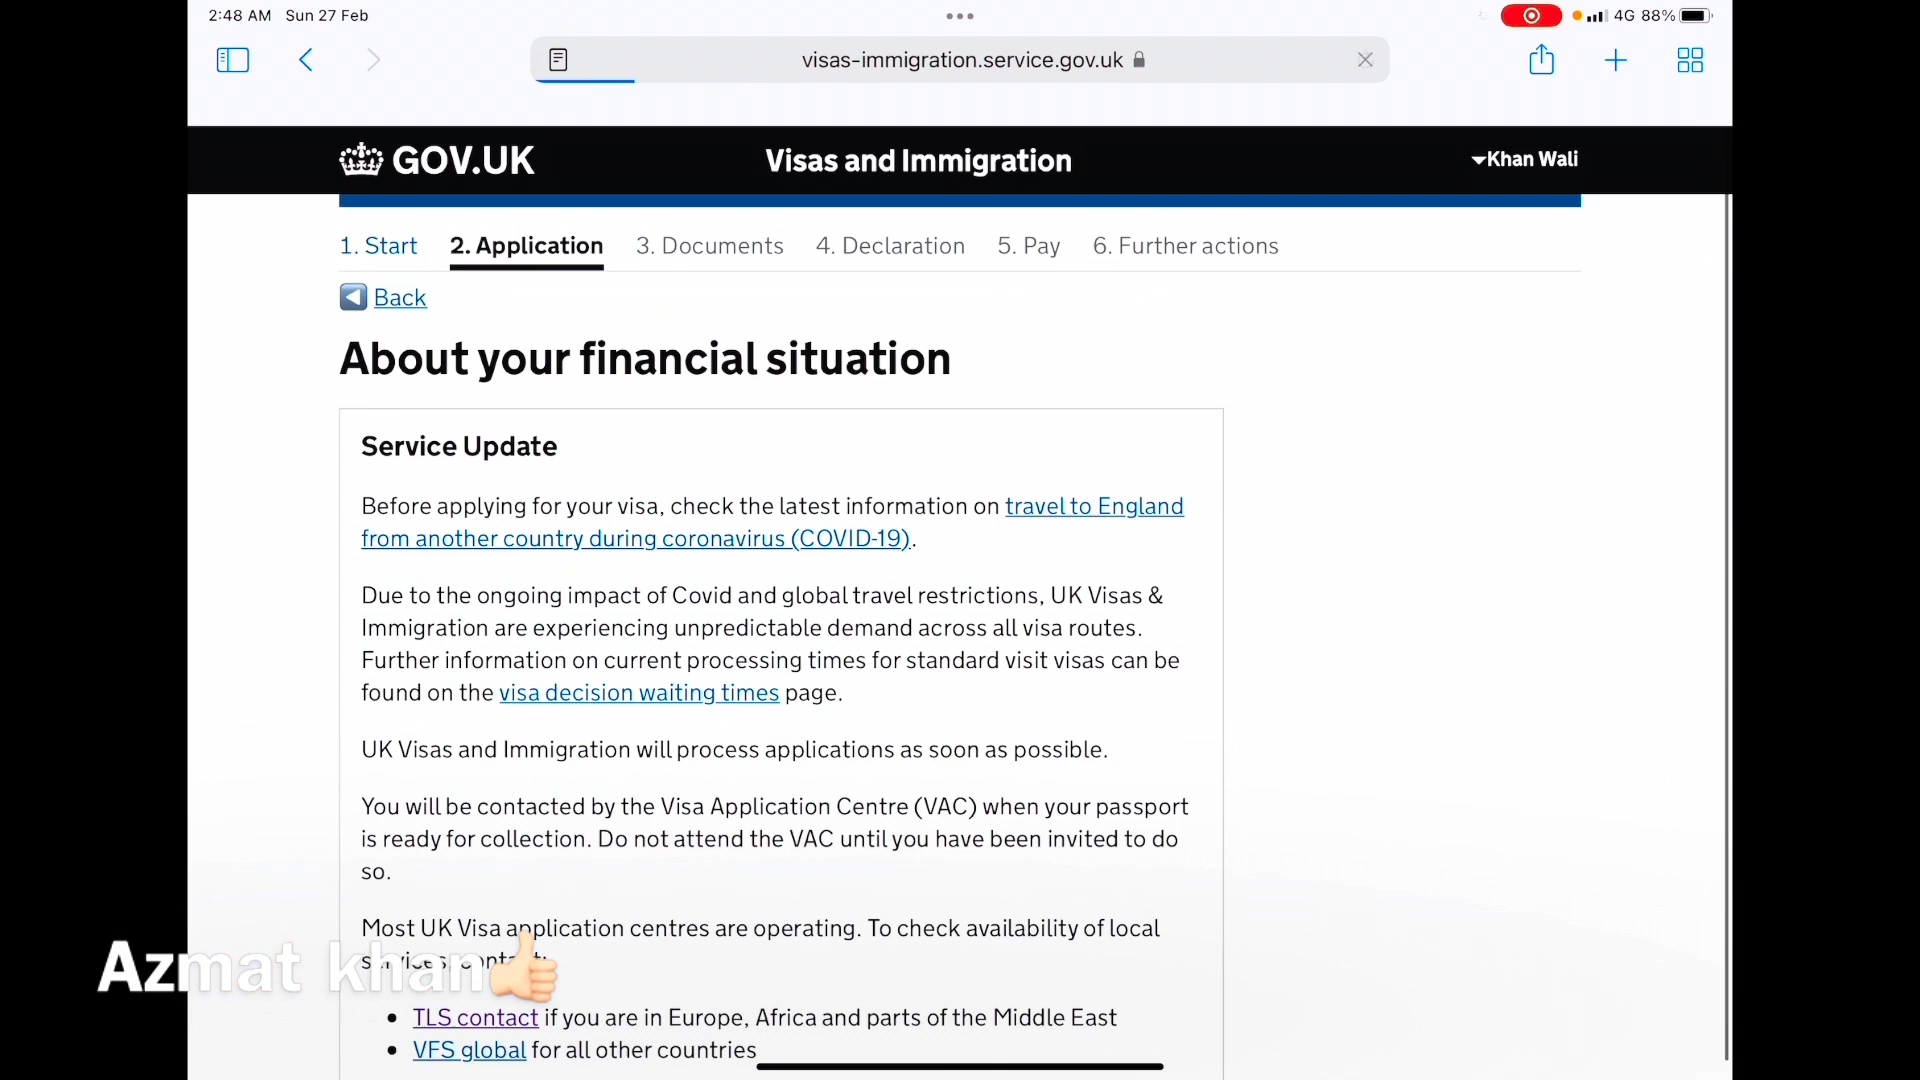 2:48 AM Sun 27 Feb
4G 88%
visas-immigration.service.gov.uk
GOV.UK
Visas and Immigration
Khan Wali
1. Start 2. Application 3. Documents 4. Declaration 5. Pay 6. Further actions
Back
About your financial situation
Service Update
Before applying for your visa, check the latest information on travel to England
from another country during coronavirus (COVID-19).
Due to the ongoing impact of Covid and global travel restrictions, UK Visas &
Immigration are experiencing unpredictable demand across all visa routes.
Further information on current processing times for standard visit visas can be
found on the visa decision waiting times page.
UK Visas and Immigration will process applications as soon as possible.
You will be contacted by the Visa Application Centre (VAC) when your passport
is ready for collection. Do not attend the VAC until you have been invited to do
so.
Most UK Visa application centres are operating. To check availability of local
services, contact:
Azmat khan
TLS contact if you are in Europe, Africa and parts of the Middle East
VFS global for all other countries